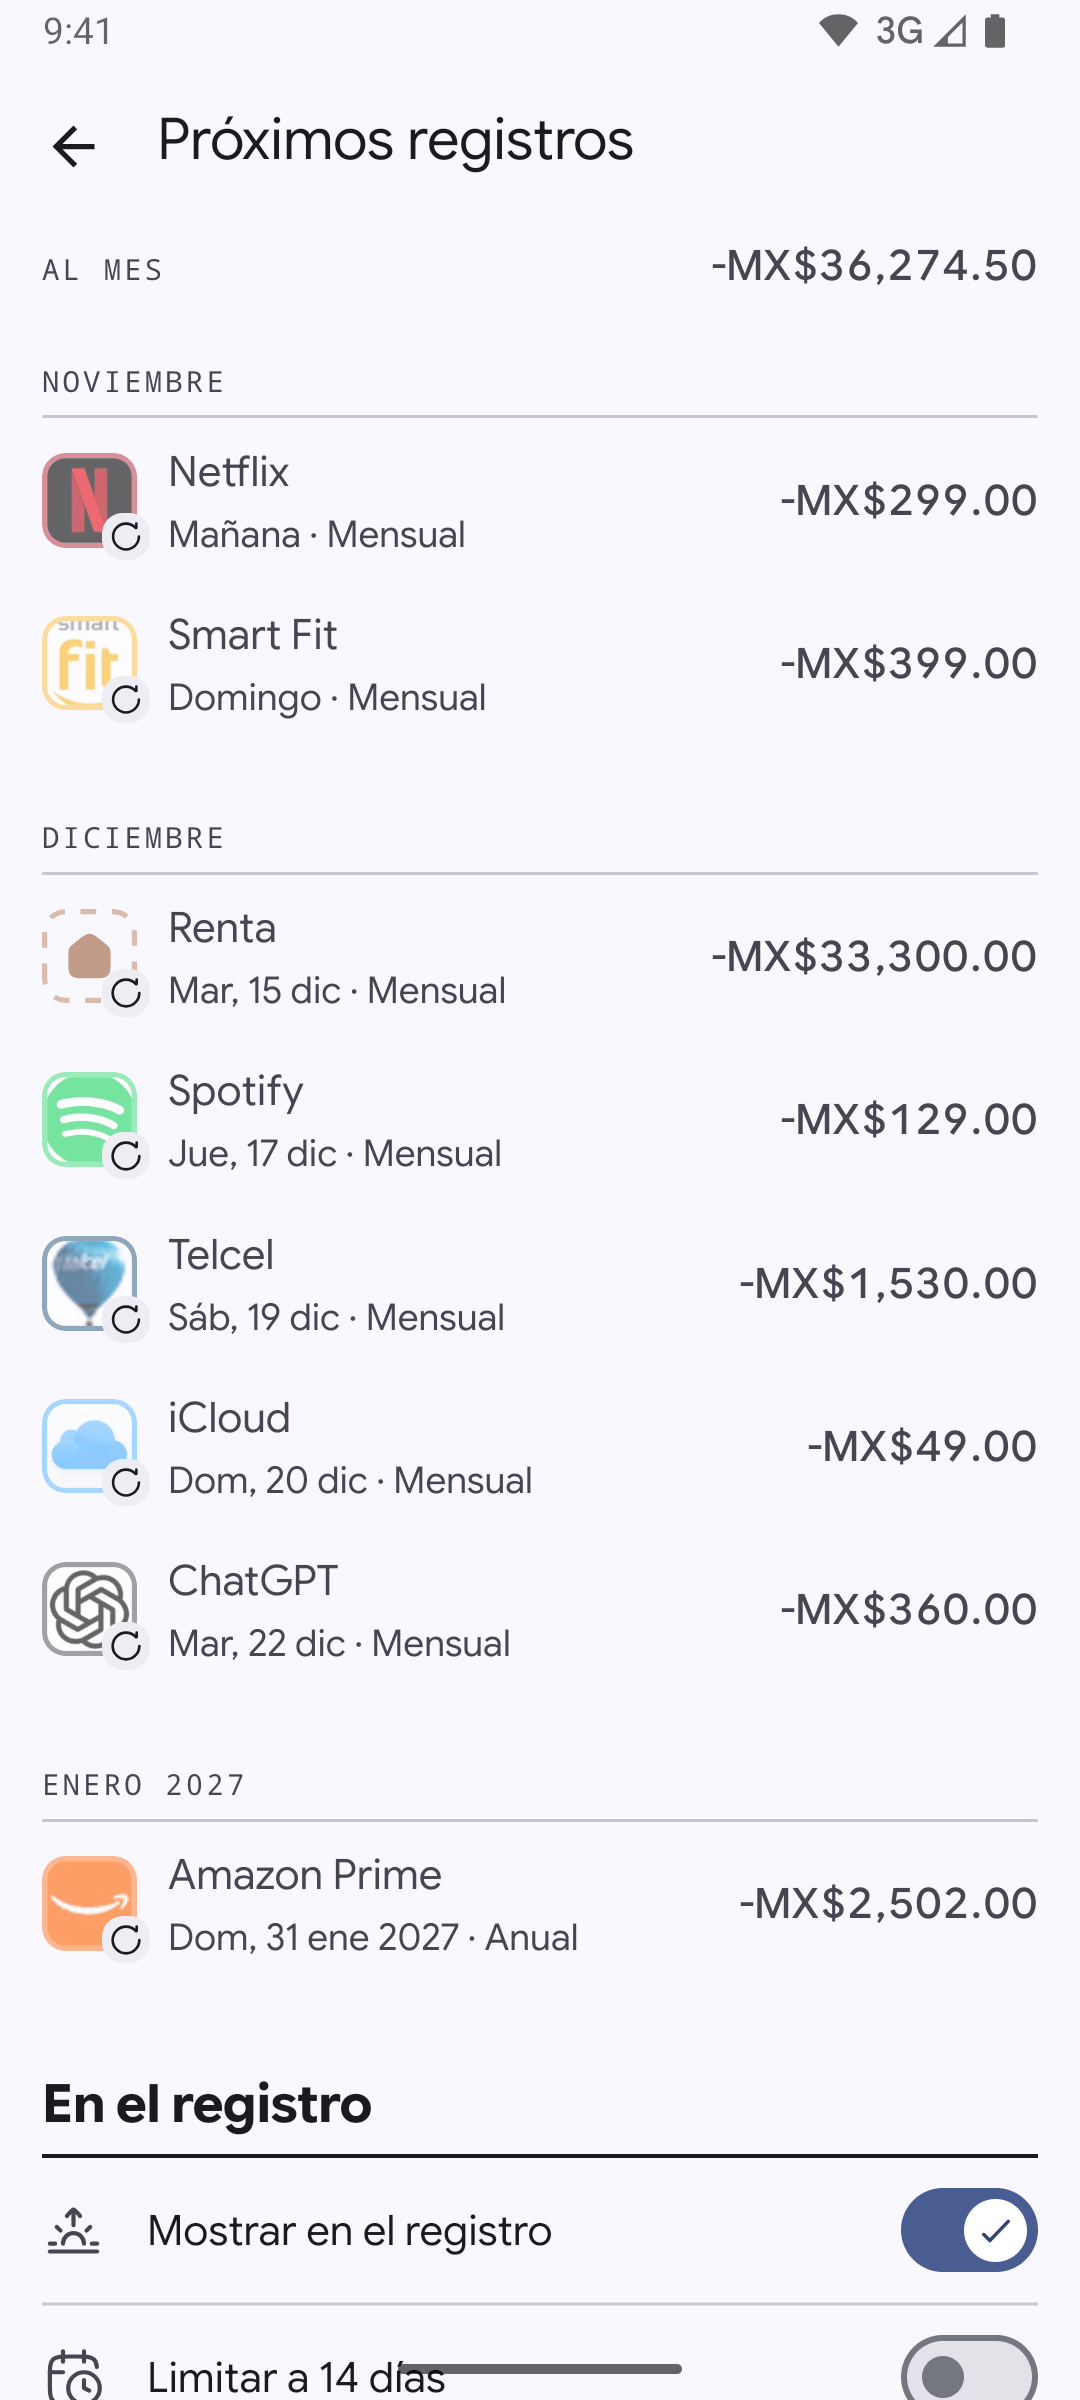 9:41
3G
Próximos registros
AL MES
-MX$36,274.50
NOVIEMBRE
Netflix
-MX$299.00
Mañana · Mensual
smart
fit
Smart Fit
-MX$399.00
Domingo · Mensual
DICIEMBRE
Renta
-MX$33,300.00
Mar, 15 dic · Mensual
Spotify
-MX$129.00
Jue, 17 dic · Mensual
telcel
Telcel
-MX$1,530.00
Sáb, 19 dic · Mensual
iCloud
-MX$49.00
Dom, 20 dic · Mensual
ChatGPT
-MX$360.00
Mar, 22 dic · Mensual
ENERO 2027
Amazon Prime
-MX$2,502.00
Dom, 31 ene 2027 · Anual
En el registro
Mostrar en el registro
Limitar a 14 días